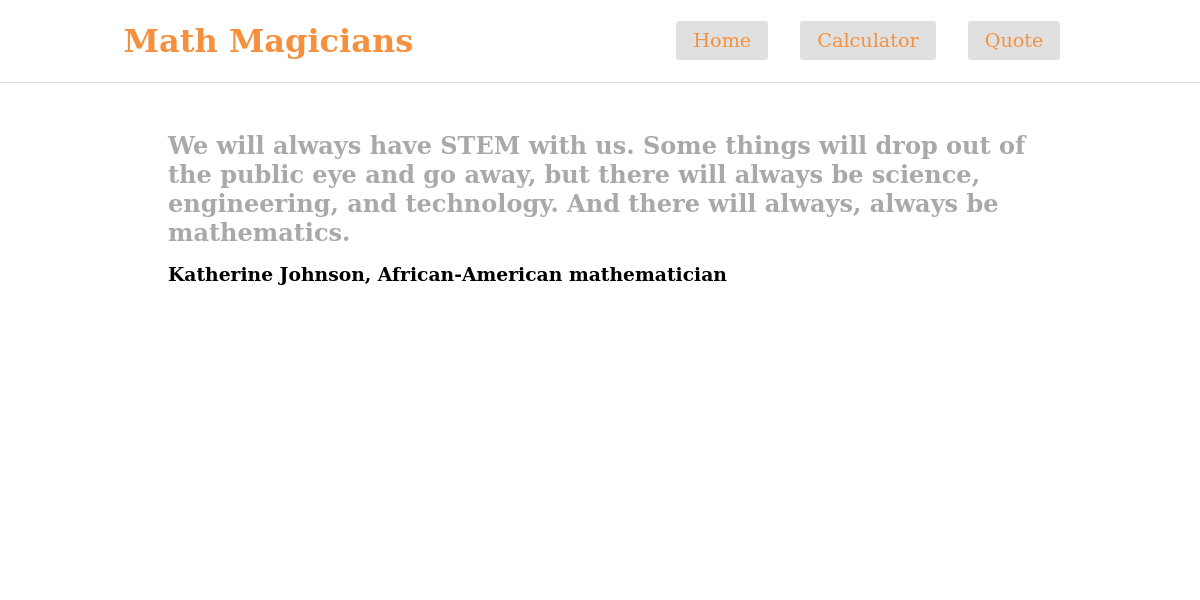 Math Magicians
Home
Calculator
Quote
We will always have STEM with us. Some things will drop out of
the public eye and go away, but there will always be science,
engineering, and technology. And there will always, always be
mathematics.
Katherine Johnson, African-American mathematician